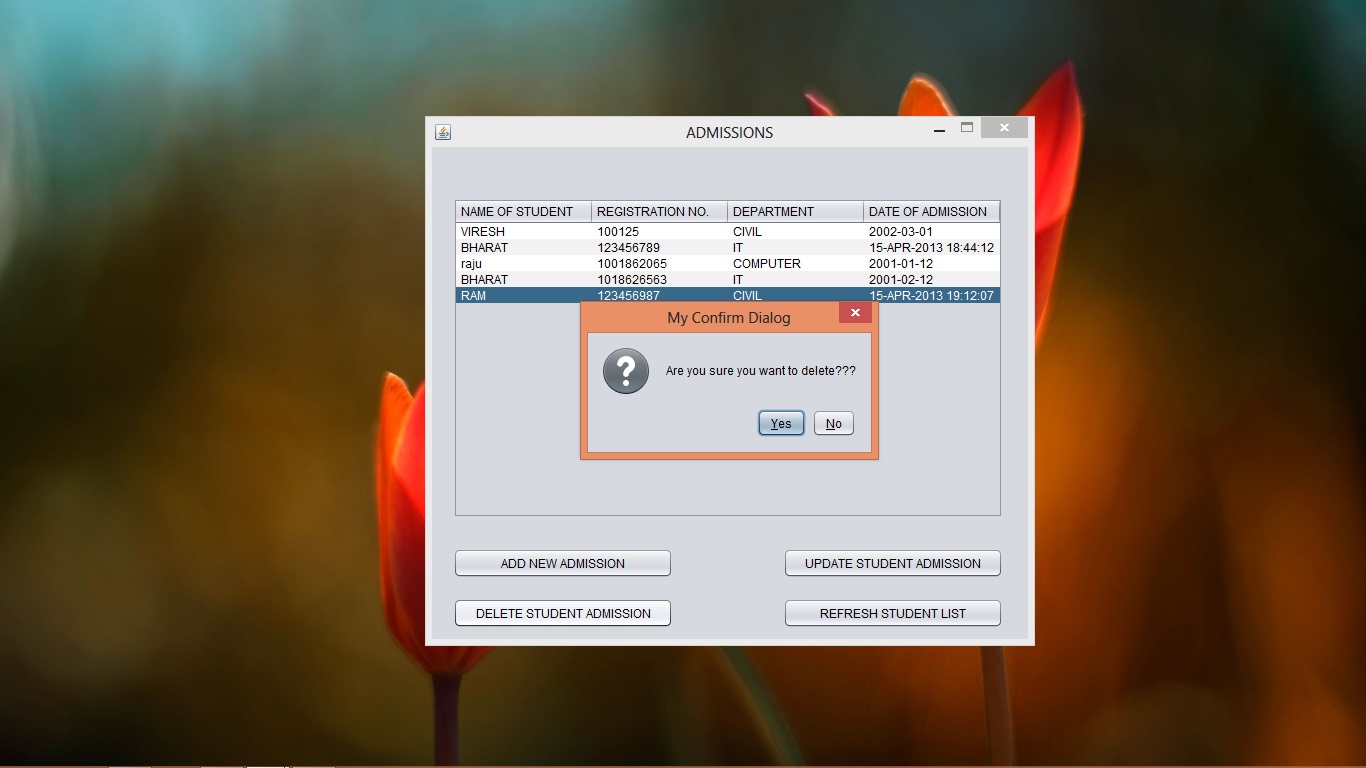 ADMISSIONS
NAME OF STUDENT REGISTRATION NO. DEPARTMENT DATE OF ADMISSION
VIRESH 100125 CIVIL 2002-03-01
BHARAT 123456789 IT 15-APR-2013 18:44:12
raju 1001862065 COMPUTER 2001-01-12
BHARAT 1018626563 IT 2001-02-12
RAM 123456987 CIVIL 15-APR-2013 19:12:07
My Confirm Dialog
Are you sure you want to delete???
Yes No
ADD NEW ADMISSION UPDATE STUDENT ADMISSION
DELETE STUDENT ADMISSION REFRESH STUDENT LIST